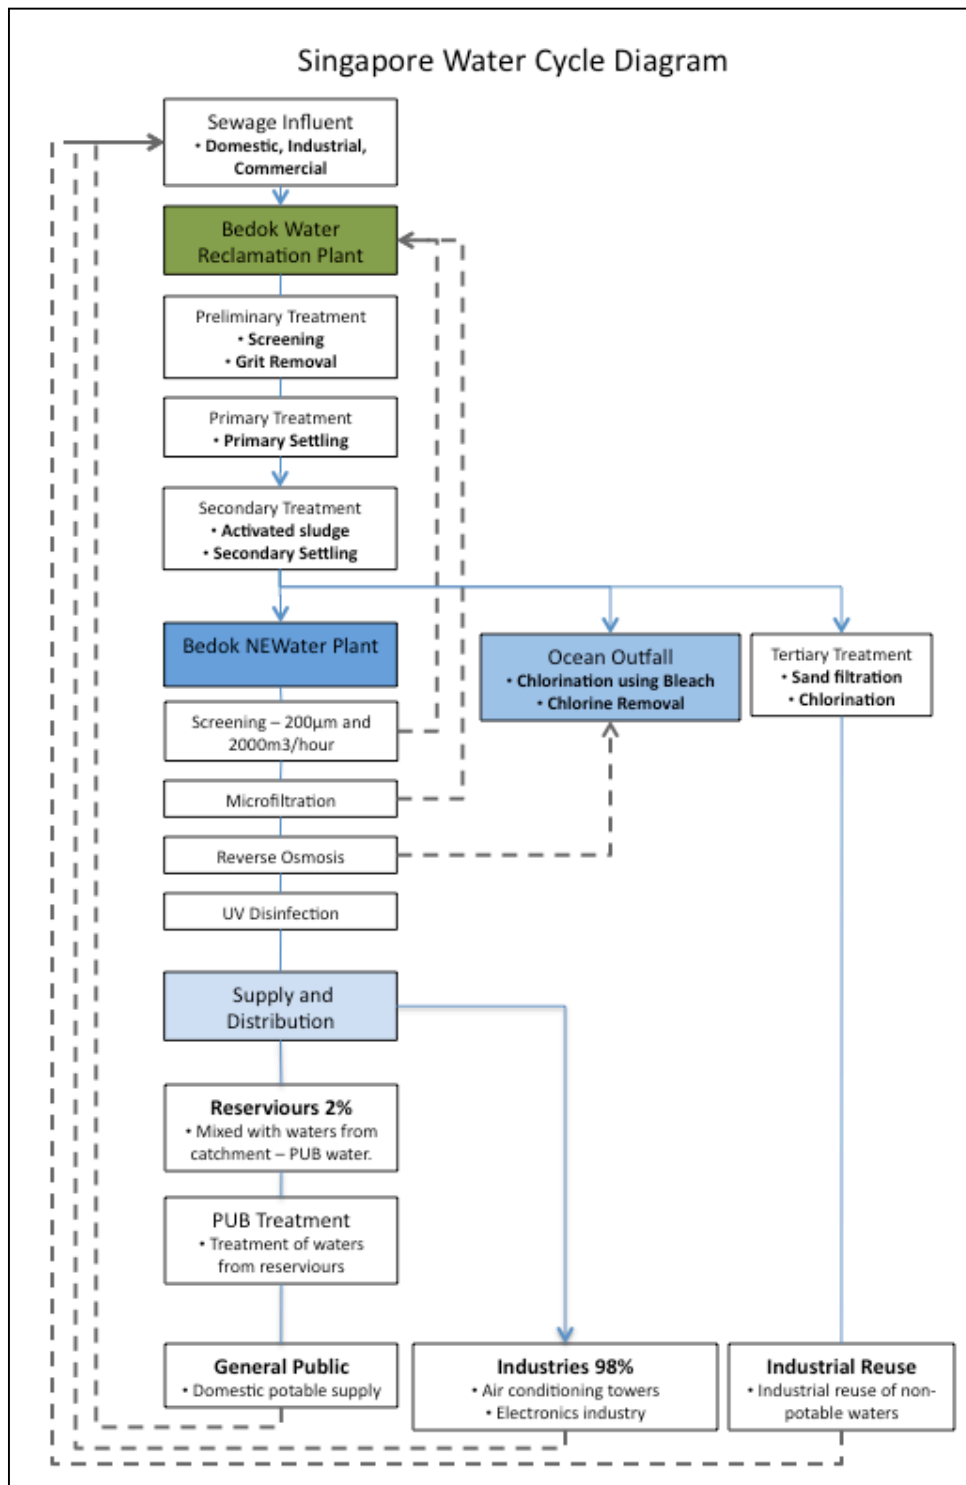 Singapore Water Cycle Diagram
Sewage Influent
• Domestic, Industrial,
Commercial
Bedok Water
Reclamation Plant
Preliminary Treatment
• Screening
• Grit Removal
Primary Treatment
• Primary Settling
Secondary Treatment
• Activated sludge
• Secondary Settling
Bedok NEWater Plant
Ocean Outfall
• Chlorination using Bleach
• Chlorine Removal
Tertiary Treatment
• Sand filtration
• Chlorination
Screening – 200µm and
2000m3/hour
Microfiltration
Reverse Osmosis
UV Disinfection
Supply and
Distribution
Reserviours 2%
• Mixed with waters from
catchment – PUB water.
PUB Treatment
• Treatment of waters
from reserviours
General Public
• Domestic potable supply
Industries 98%
• Air conditioning towers
• Electronics industry
Industrial Reuse
• Industrial reuse of non-
potable waters